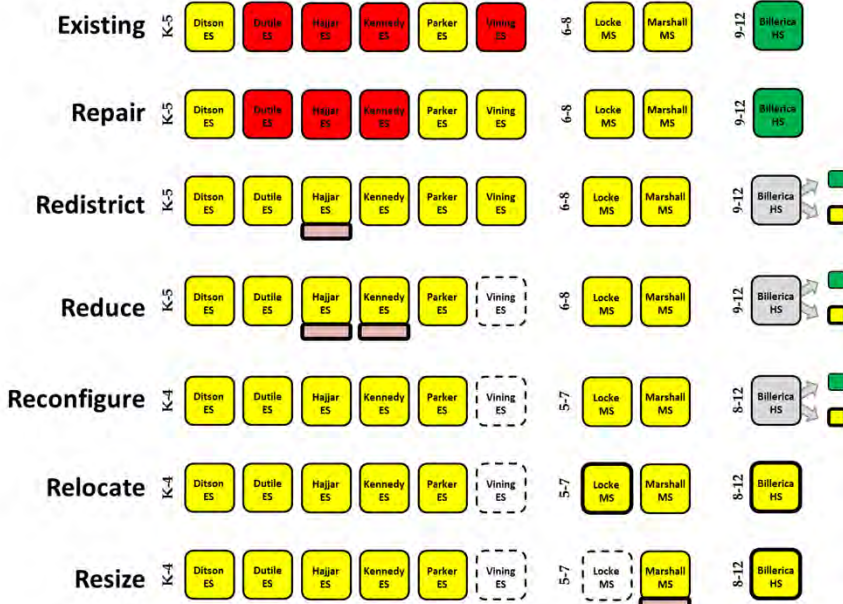 Existing K-5 Ditson ES Dutile ES Hajjar ES Kennedy ES Parker ES Vining ES 6-8 Locke MS Marshall MS 9-12 Billerica HS
Repair K-5 Ditson ES Dutile ES Hajjar ES Kennedy ES Parker ES Vining ES 6-8 Locke MS Marshall MS 9-12 Billerica HS
Redistrict K-5 Ditson ES Dutile ES Hajjar ES Kennedy ES Parker ES Vining ES 6-8 Locke MS Marshall MS 9-12 Billerica HS
Reduce K-5 Ditson ES Dutile ES Hajjar ES Kennedy ES Parker ES Vining ES 6-8 Locke MS Marshall MS 9-12 Billerica HS
Reconfigure K-4 Ditson ES Dutile ES Hajjar ES Kennedy ES Parker ES Vining ES 5-7 Locke MS Marshall MS 8-12 Billerica HS
Relocate K-4 Ditson ES Dutile ES Hajjar ES Kennedy ES Parker ES Vining ES 5-7 Locke MS Marshall MS 8-12 Billerica HS
Resize K-4 Ditson ES Dutile ES Hajjar ES Kennedy ES Parker ES Vining ES 5-7 Locke MS Marshall MS 8-12 Billerica HS